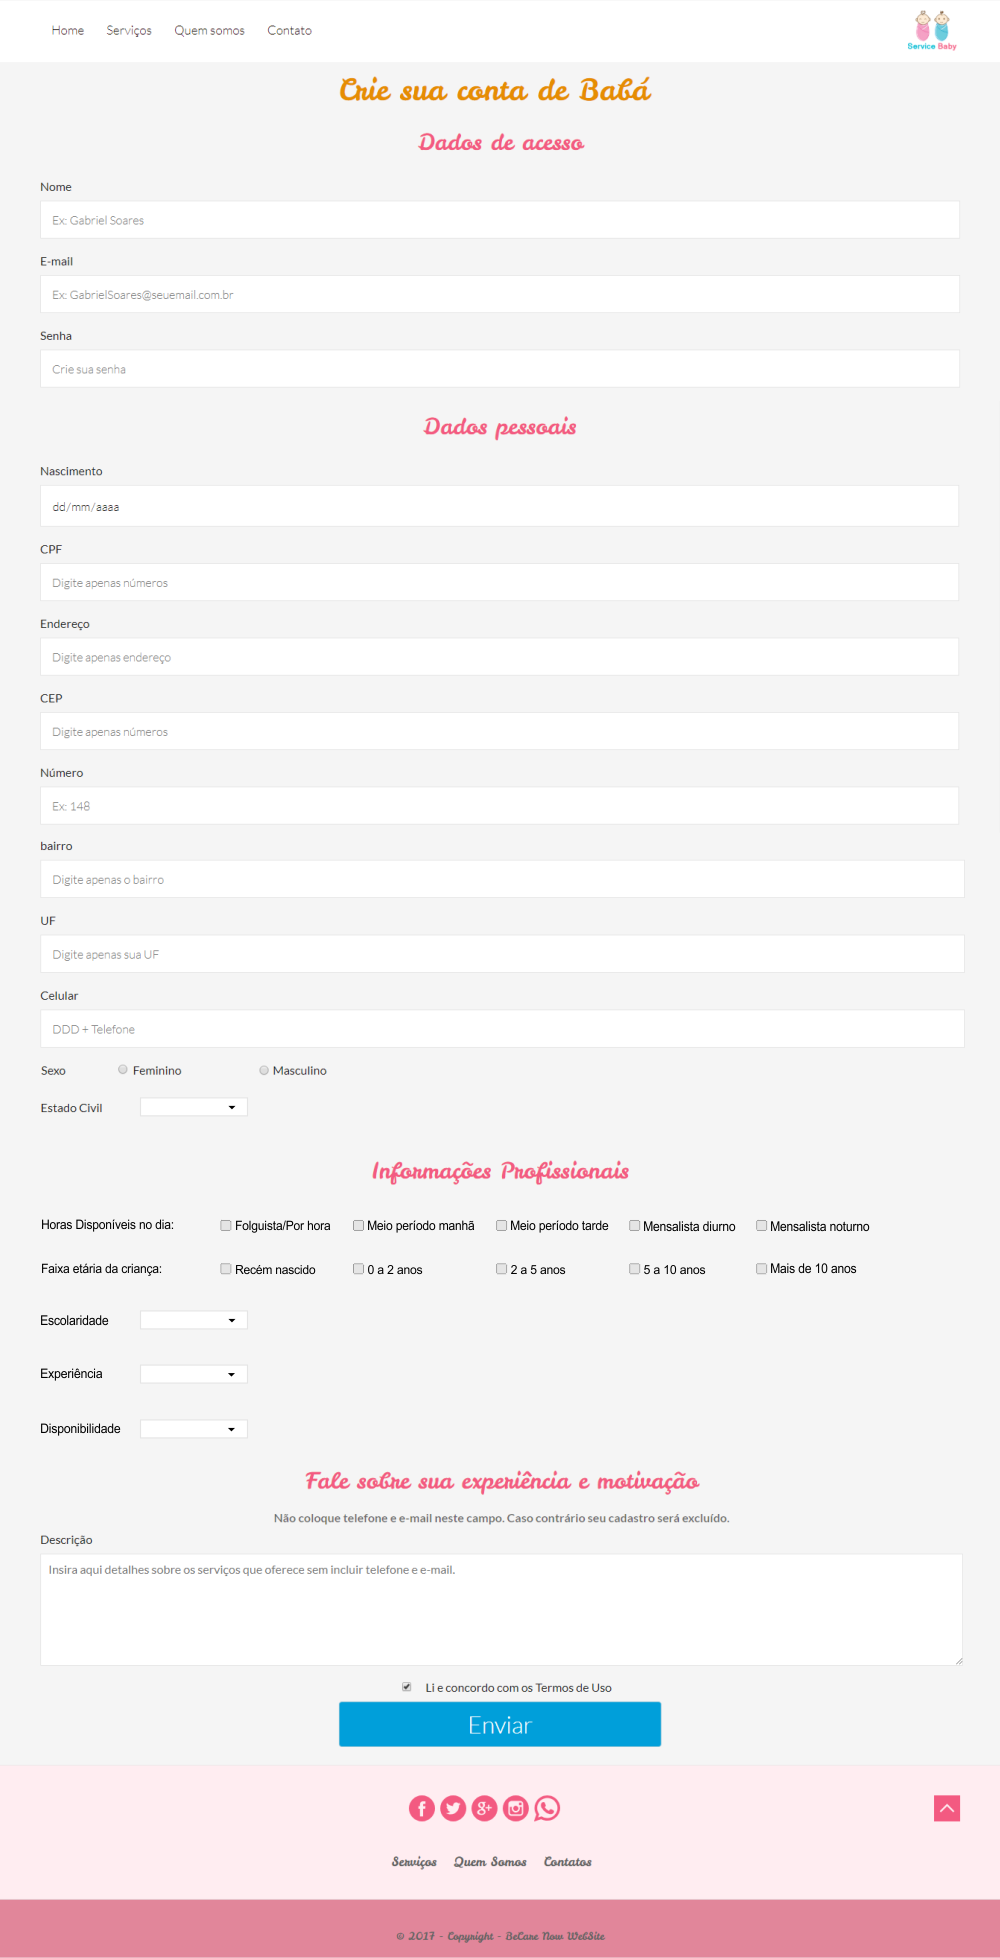 Home Serviços Quem somos Contato
Service Baby
Crie sua conta de Babá
Dados de acesso
Nome
Ex: Gabriel Soares
E-mail
Ex: GabrielSoares@seuemail.com.br
Senha
Crie sua senha
Dados pessoais
Nascimento
dd/mm/aaaa
CPF
Digite apenas números
Endereço
Digite apenas endereço
CEP
Digite apenas números
Número
Ex: 148
bairro
Digite apenas o bairro
UF
Digite apenas sua UF
Celular
DDD + Telefone
Sexo Feminino Masculino
Estado Civil
Informações Profissionais
Horas Disponíveis no dia: Folguista/Por hora Meio período manhã Meio período tarde Mensalista diurno Mensalista noturno
Faixa etária da criança: Recém nascido 0 a 2 anos 2 a 5 anos 5 a 10 anos Mais de 10 anos
Escolaridade
Experiência
Disponibilidade
Fale sobre sua experiência e motivação
Não coloque telefone e e-mail neste campo. Caso contrário seu cadastro será excluído.
Descrição
Insira aqui detalhes sobre os serviços que oferece sem incluir telefone e e-mail.
Li e concordo com os Termos de Uso
Enviar
Serviços Quem Somos Contatos
© 2017 - Copyright - BeCare Now WebSite